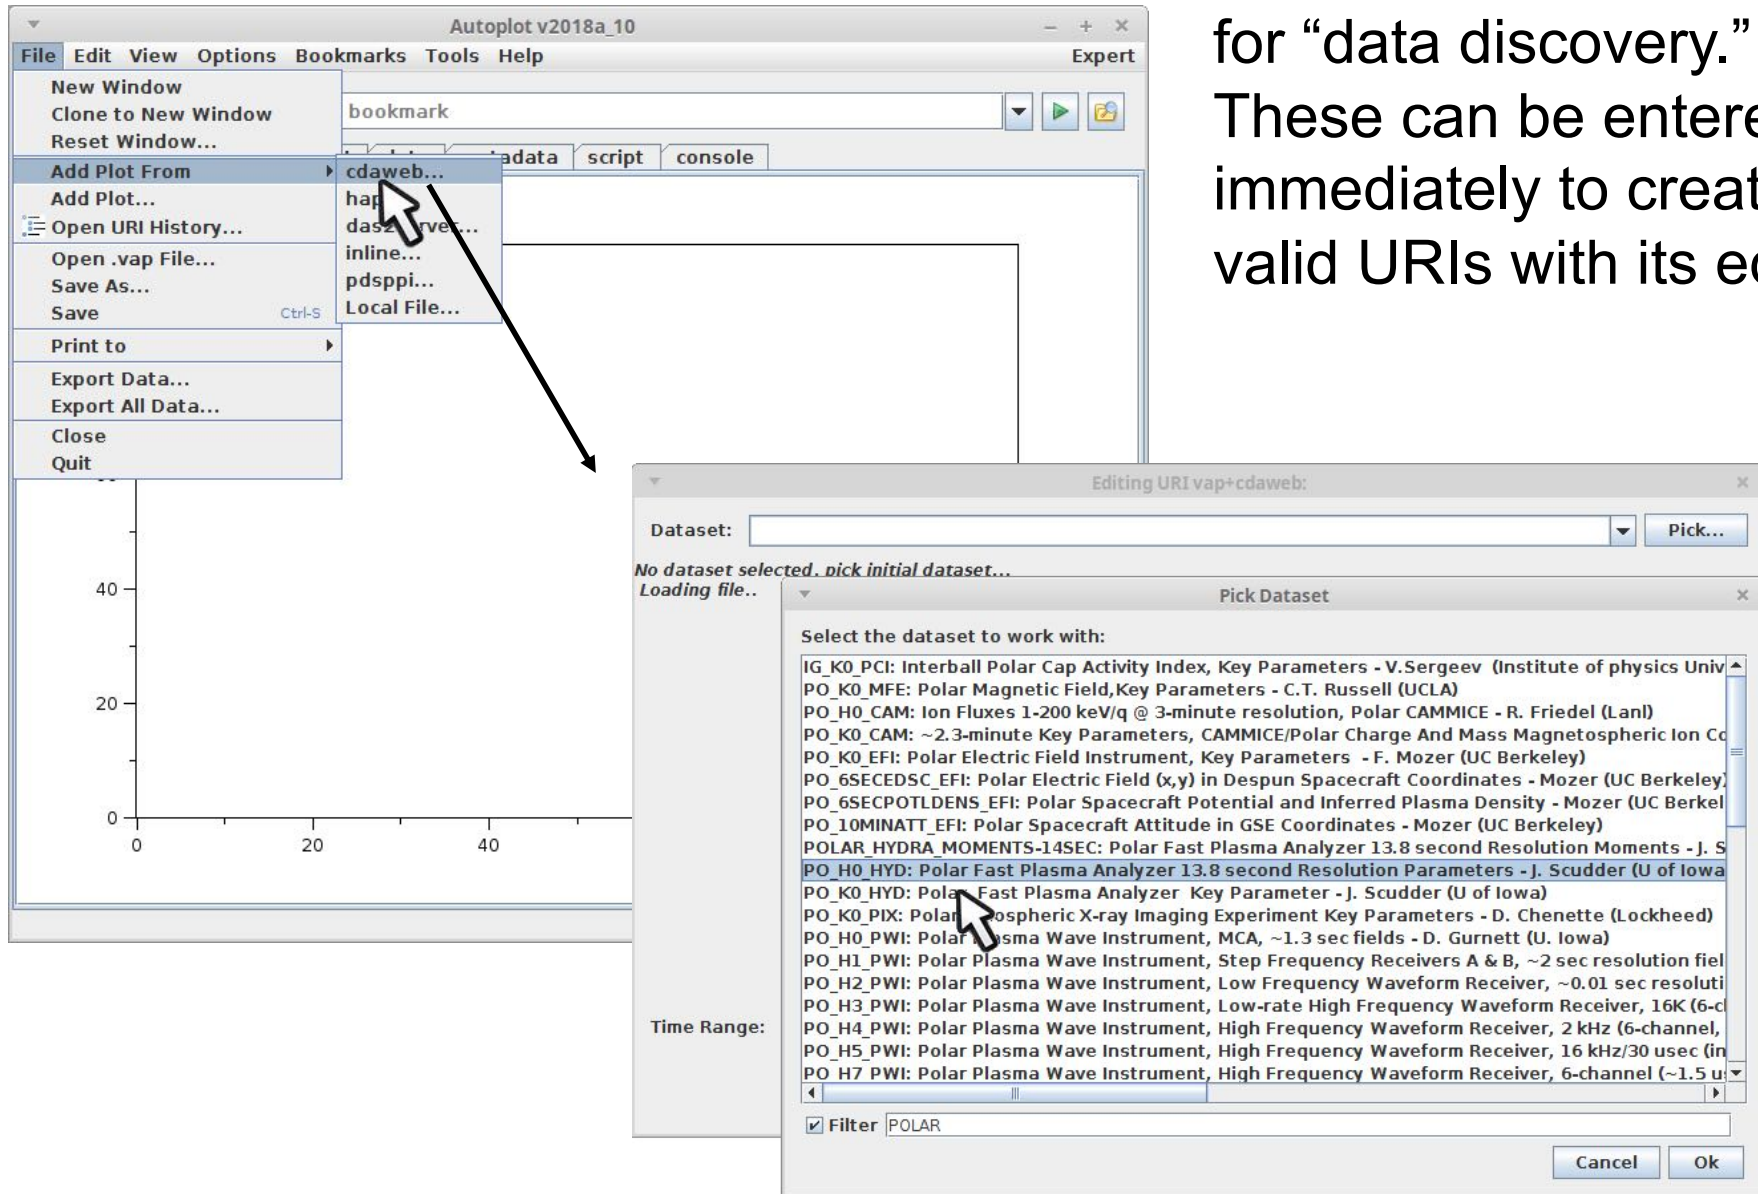 Autoplot v2018a_10
File Edit View Options Bookmarks Tools Help Expert
New Window
Clone to New Window
bookmark
Reset Window...
script console
Add Plot From
cdaweb...
Add Plot...
Open URI History...
inline...
Open .vap File...
pdsppi...
Save As...
Save Ctrl-S
Local File...
Print to
Export Data...
Export All Data...
Close
Quit
40
20
0
0 20 40
for “data discovery.”
These can be entere
immediately to creat
valid URIs with its e
Editing URI vap+cdaweb:
Dataset: Pick...
No dataset selected, pick initial dataset...
Loading file..
Time Range:
Pick Dataset
Select the dataset to work with:
IG_K0_PCI: Interball Polar Cap Activity Index, Key Parameters - V.Sergeev (Institute of physics Univ
PO_K0_MFE: Polar Magnetic Field,Key Parameters - C.T. Russell (UCLA)
PO_H0_CAM: Ion Fluxes 1-200 keV/q @ 3-minute resolution, Polar CAMMICE - R. Friedel (Lanl)
PO_K0_CAM: ~2.3-minute Key Parameters, CAMMICE/Polar Charge And Mass Magnetospheric Ion Co
PO_K0_EFI: Polar Electric Field Instrument, Key Parameters - F. Mozer (UC Berkeley)
PO_6SECEDSC_EFI: Polar Electric Field (x,y) in Despun Spacecraft Coordinates - Mozer (UC Berkeley)
PO_6SECPOTLDENS_EFI: Polar Spacecraft Potential and Inferred Plasma Density - Mozer (UC Berkel
PO_10MINATT_EFI: Polar Spacecraft Attitude in GSE Coordinates - Mozer (UC Berkeley)
POLAR_HYDRA_MOMENTS-14SEC: Polar Fast Plasma Analyzer 13.8 second Resolution Moments - J. S
PO_H0_HYD: Polar Fast Plasma Analyzer 13.8 second Resolution Parameters - J. Scudder (U of Iowa
PO_K0_HYD: Polar Fast Plasma Analyzer Key Parameter - J. Scudder (U of Iowa)
PO_K0_PIX: Polar X-ray Imaging Experiment Key Parameters - D. Chenette (Lockheed)
PO_H0_PWI: Polar Plasma Wave Instrument, MCA, ~1.3 sec fields - D. Gurnett (U. Iowa)
PO_H1_PWI: Polar Plasma Wave Instrument, Step Frequency Receivers A & B, ~2 sec resolution fiel
PO_H2_PWI: Polar Plasma Wave Instrument, Low Frequency Waveform Receiver, ~0.01 sec resoluti
PO_H3_PWI: Polar Plasma Wave Instrument, Low-rate High Frequency Waveform Receiver, 16K (6-c
PO_H4_PWI: Polar Plasma Wave Instrument, High Frequency Waveform Receiver, 2 kHz (6-channel,
PO_H5_PWI: Polar Plasma Wave Instrument, High Frequency Waveform Receiver, 16 kHz/30 usec (in
PO_H7_PWI: Polar Plasma Wave Instrument, High Frequency Waveform Receiver, 6-channel (~1.5 u
Filter POLAR
Cancel Ok